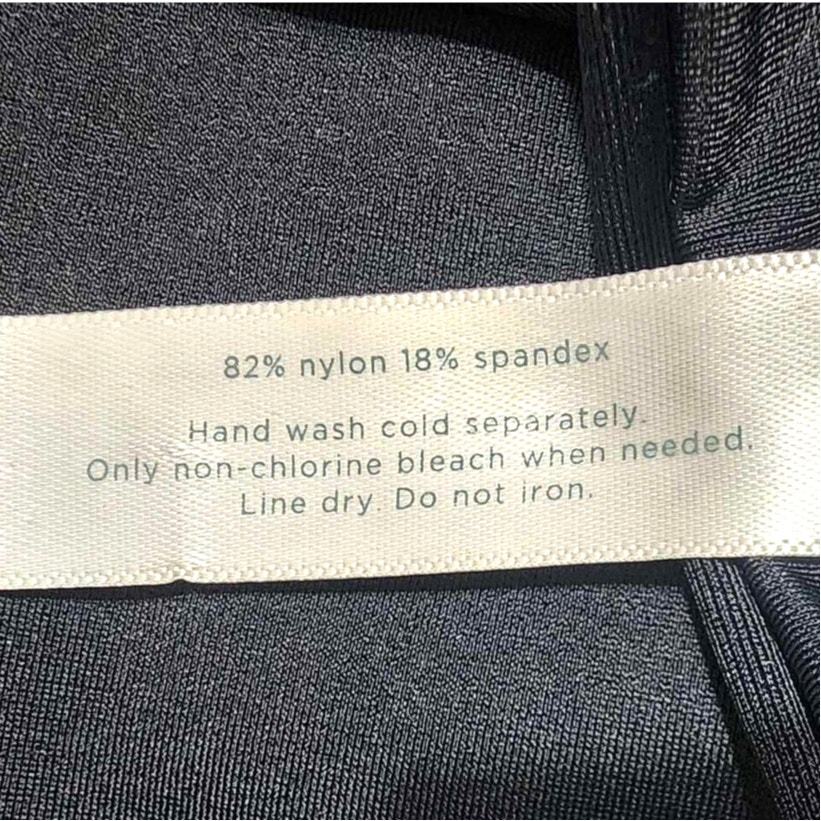 82% nylon 18% spandex
Hand wash cold separately.
Only non-chlorine bleach when needed.
Line dry. Do not iron.